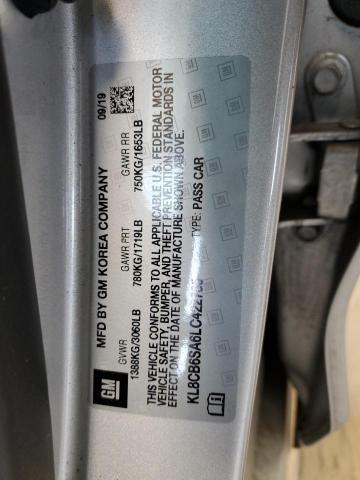 GM
MFD BY GM KOREA COMPANY 09/19
GVWR GAWR FRT GAWR RR
1388KG/3060LB 780KG/1719LB 750KG/1653LB
THIS VEHICLE CONFORMS TO ALL APPLICABLE U.S. FEDERAL MOTOR
VEHICLE SAFETY, BUMPER, AND THEFT PREVENTION STANDARDS IN
EFFECT ON THE DATE OF MANUFACTURE SHOWN ABOVE.
TYPE: PASS CAR